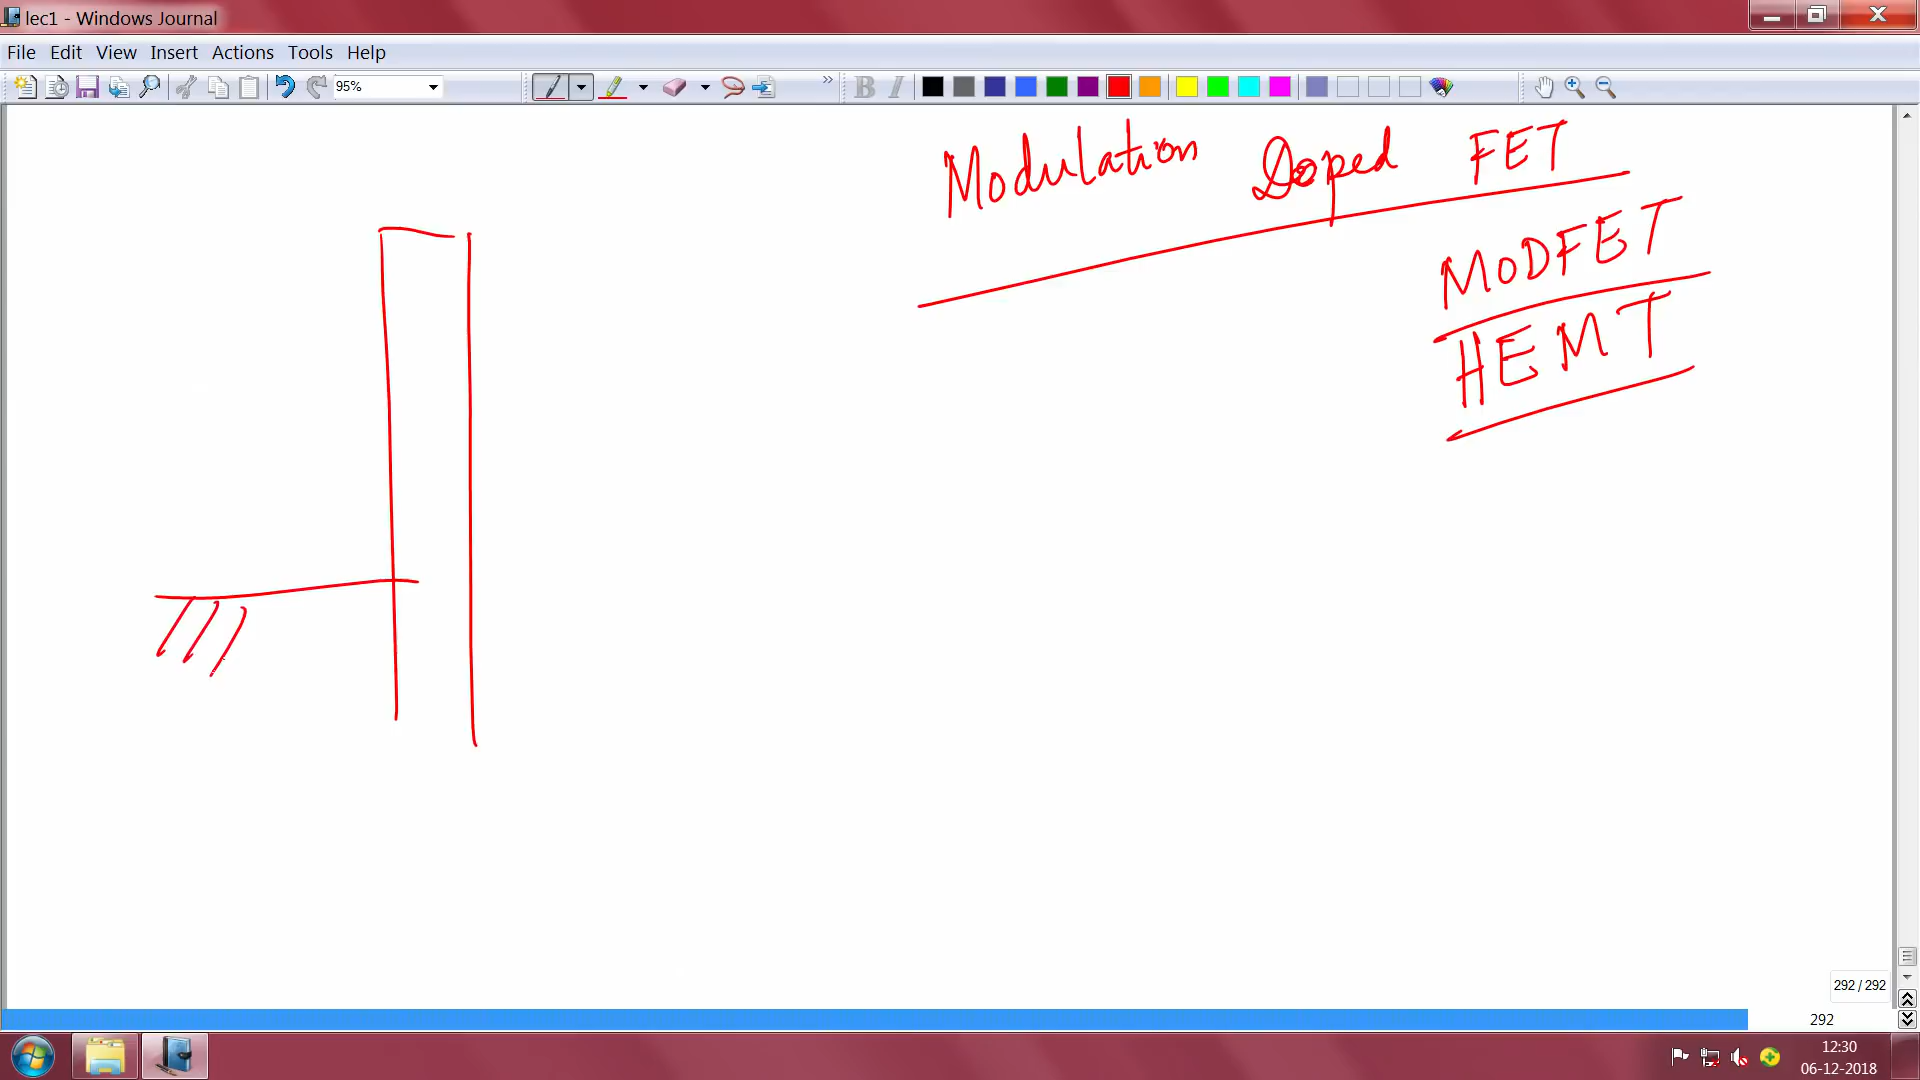 lec1 - Windows Journal
File Edit View Insert Actions Tools Help
95%
B I
Modulation Doped FET
MODFET
HEMT
292 / 292
292
12:30
06-12-2018